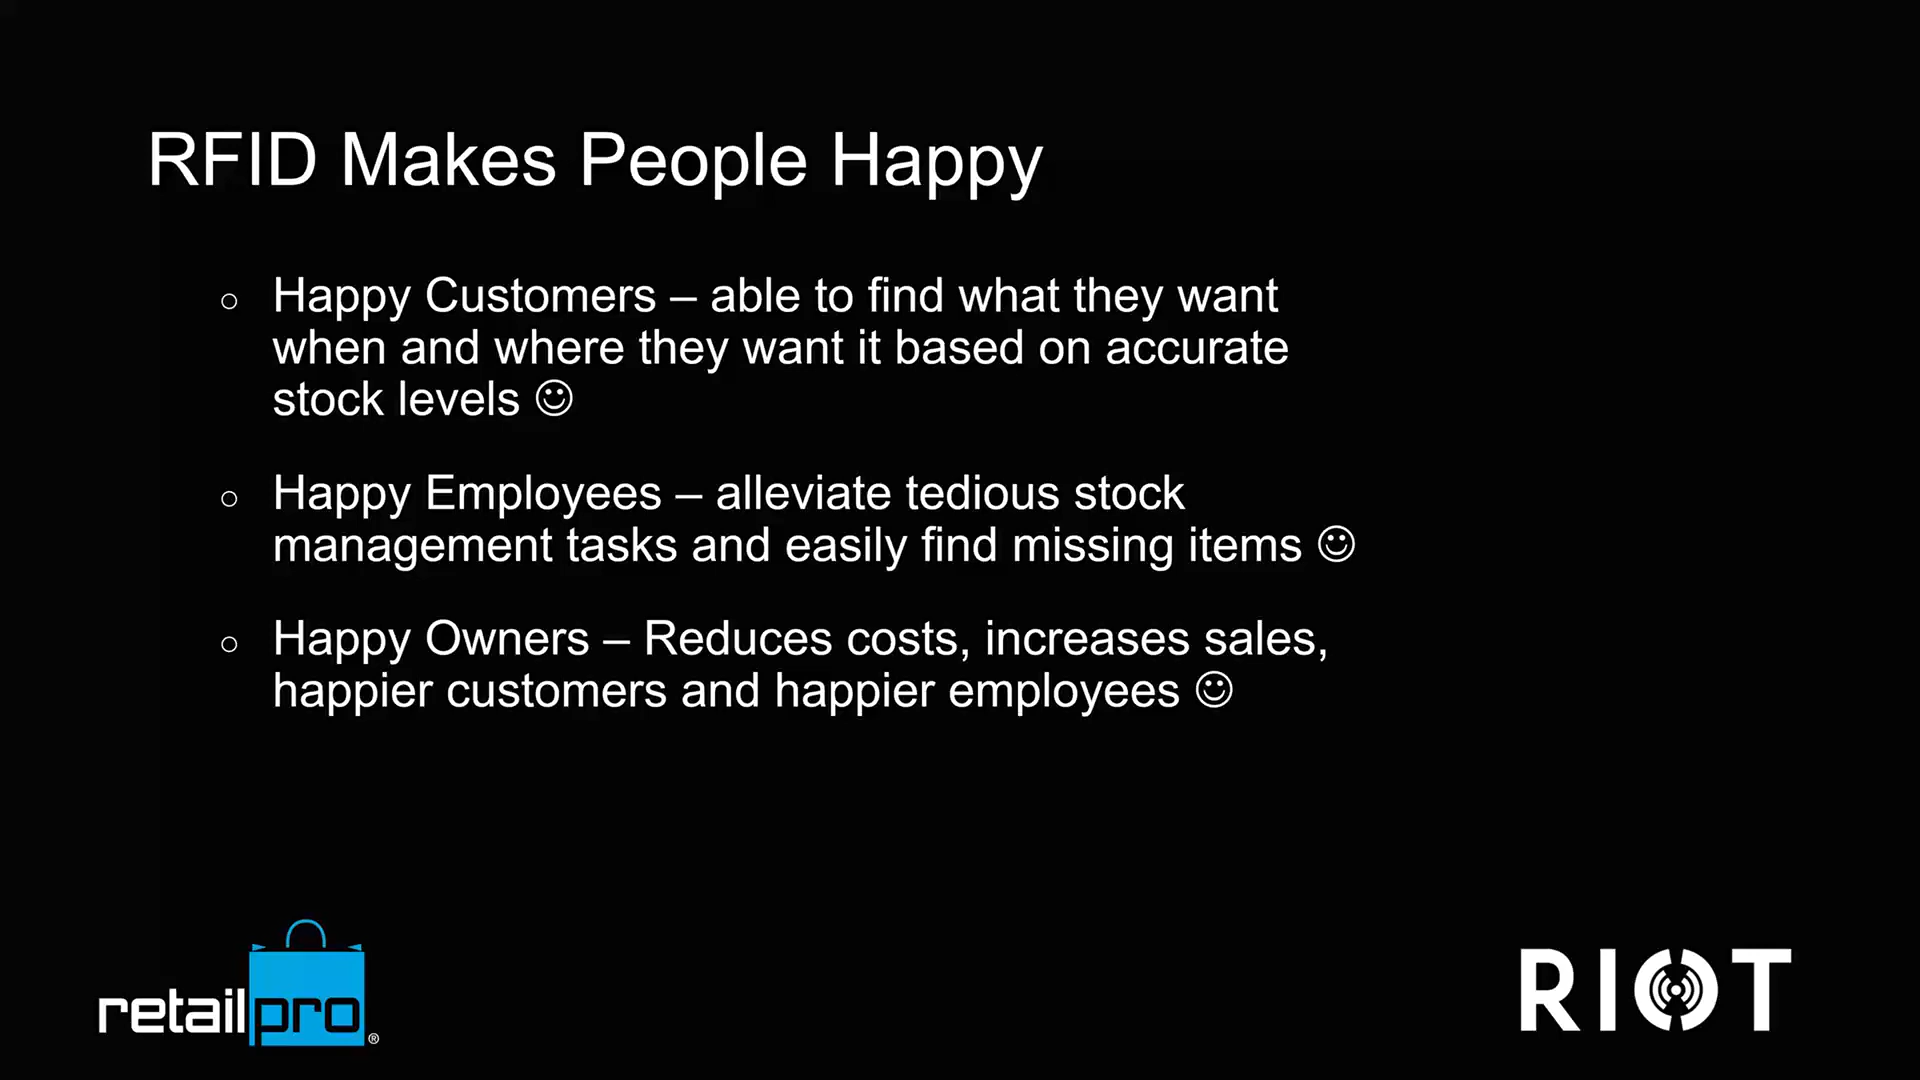 RFID Makes People Happy
○ Happy Customers – able to find what they want
when and where they want it based on accurate
stock levels ☺
○ Happy Employees – alleviate tedious stock
management tasks and easily find missing items ☺
○ Happy Owners – Reduces costs, increases sales,
happier customers and happier employees ☺
retail pro®
RIOT